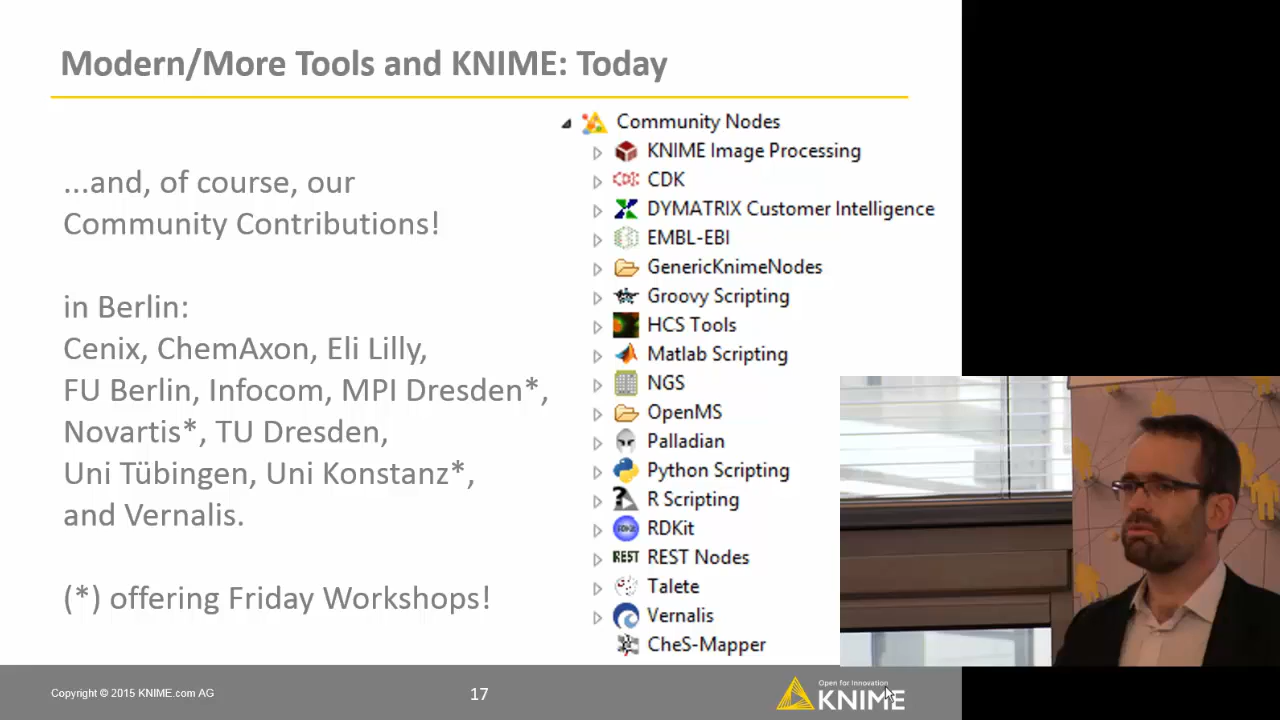 Modern/More Tools and KNIME: Today
...and, of course, our
Community Contributions!
in Berlin:
Cenix, ChemAxon, Eli Lilly,
FU Berlin, Infocom, MPI Dresden*,
Novartis*, TU Dresden,
Uni Tübingen, Uni Konstanz*,
and Vernalis.
(*) offering Friday Workshops!
Community Nodes
KNIME Image Processing
CDK
DYMATRIX Customer Intelligence
EMBL-EBI
GenericKnimeNodes
Groovy Scripting
HCS Tools
Matlab Scripting
NGS
OpenMS
Palladian
Python Scripting
R Scripting
RDKit
REST REST Nodes
Talete
Vernalis
CheS-Mapper
Copyright © 2015 KNIME.com AG
17
Open for Innovation
KNIME